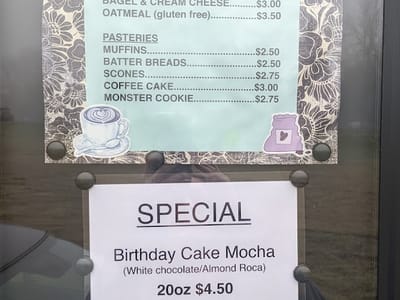 BAGEL & CREAM CHEESE.......$3.00
OATMEAL (gluten free)..............$3.50
PASTERIES
MUFFINS.................................$2.50
BATTER BREADS.....................$2.50
SCONES..................................$2.75
COFFEE CAKE.........................$3.00
MONSTER COOKIE...................$2.75
SPECIAL
Birthday Cake Mocha
(White chocolate/Almond Roca)
20oz $4.50